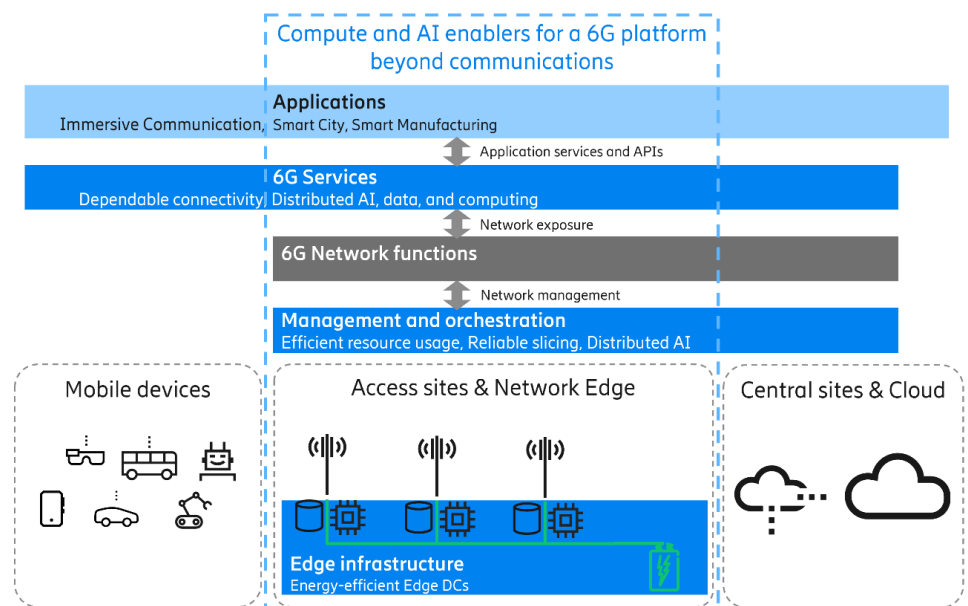 Compute and AI enablers for a 6G platform
beyond communications
Applications
Immersive Communication, Smart City, Smart Manufacturing
Application services and APIs
6G Services
Dependable connectivity, Distributed AI, data, and computing
Network exposure
6G Network functions
Network management
Management and orchestration
Efficient resource usage, Reliable slicing, Distributed AI
Mobile devices
Access sites & Network Edge
Central sites & Cloud
Edge infrastructure
Energy-efficient Edge DCs